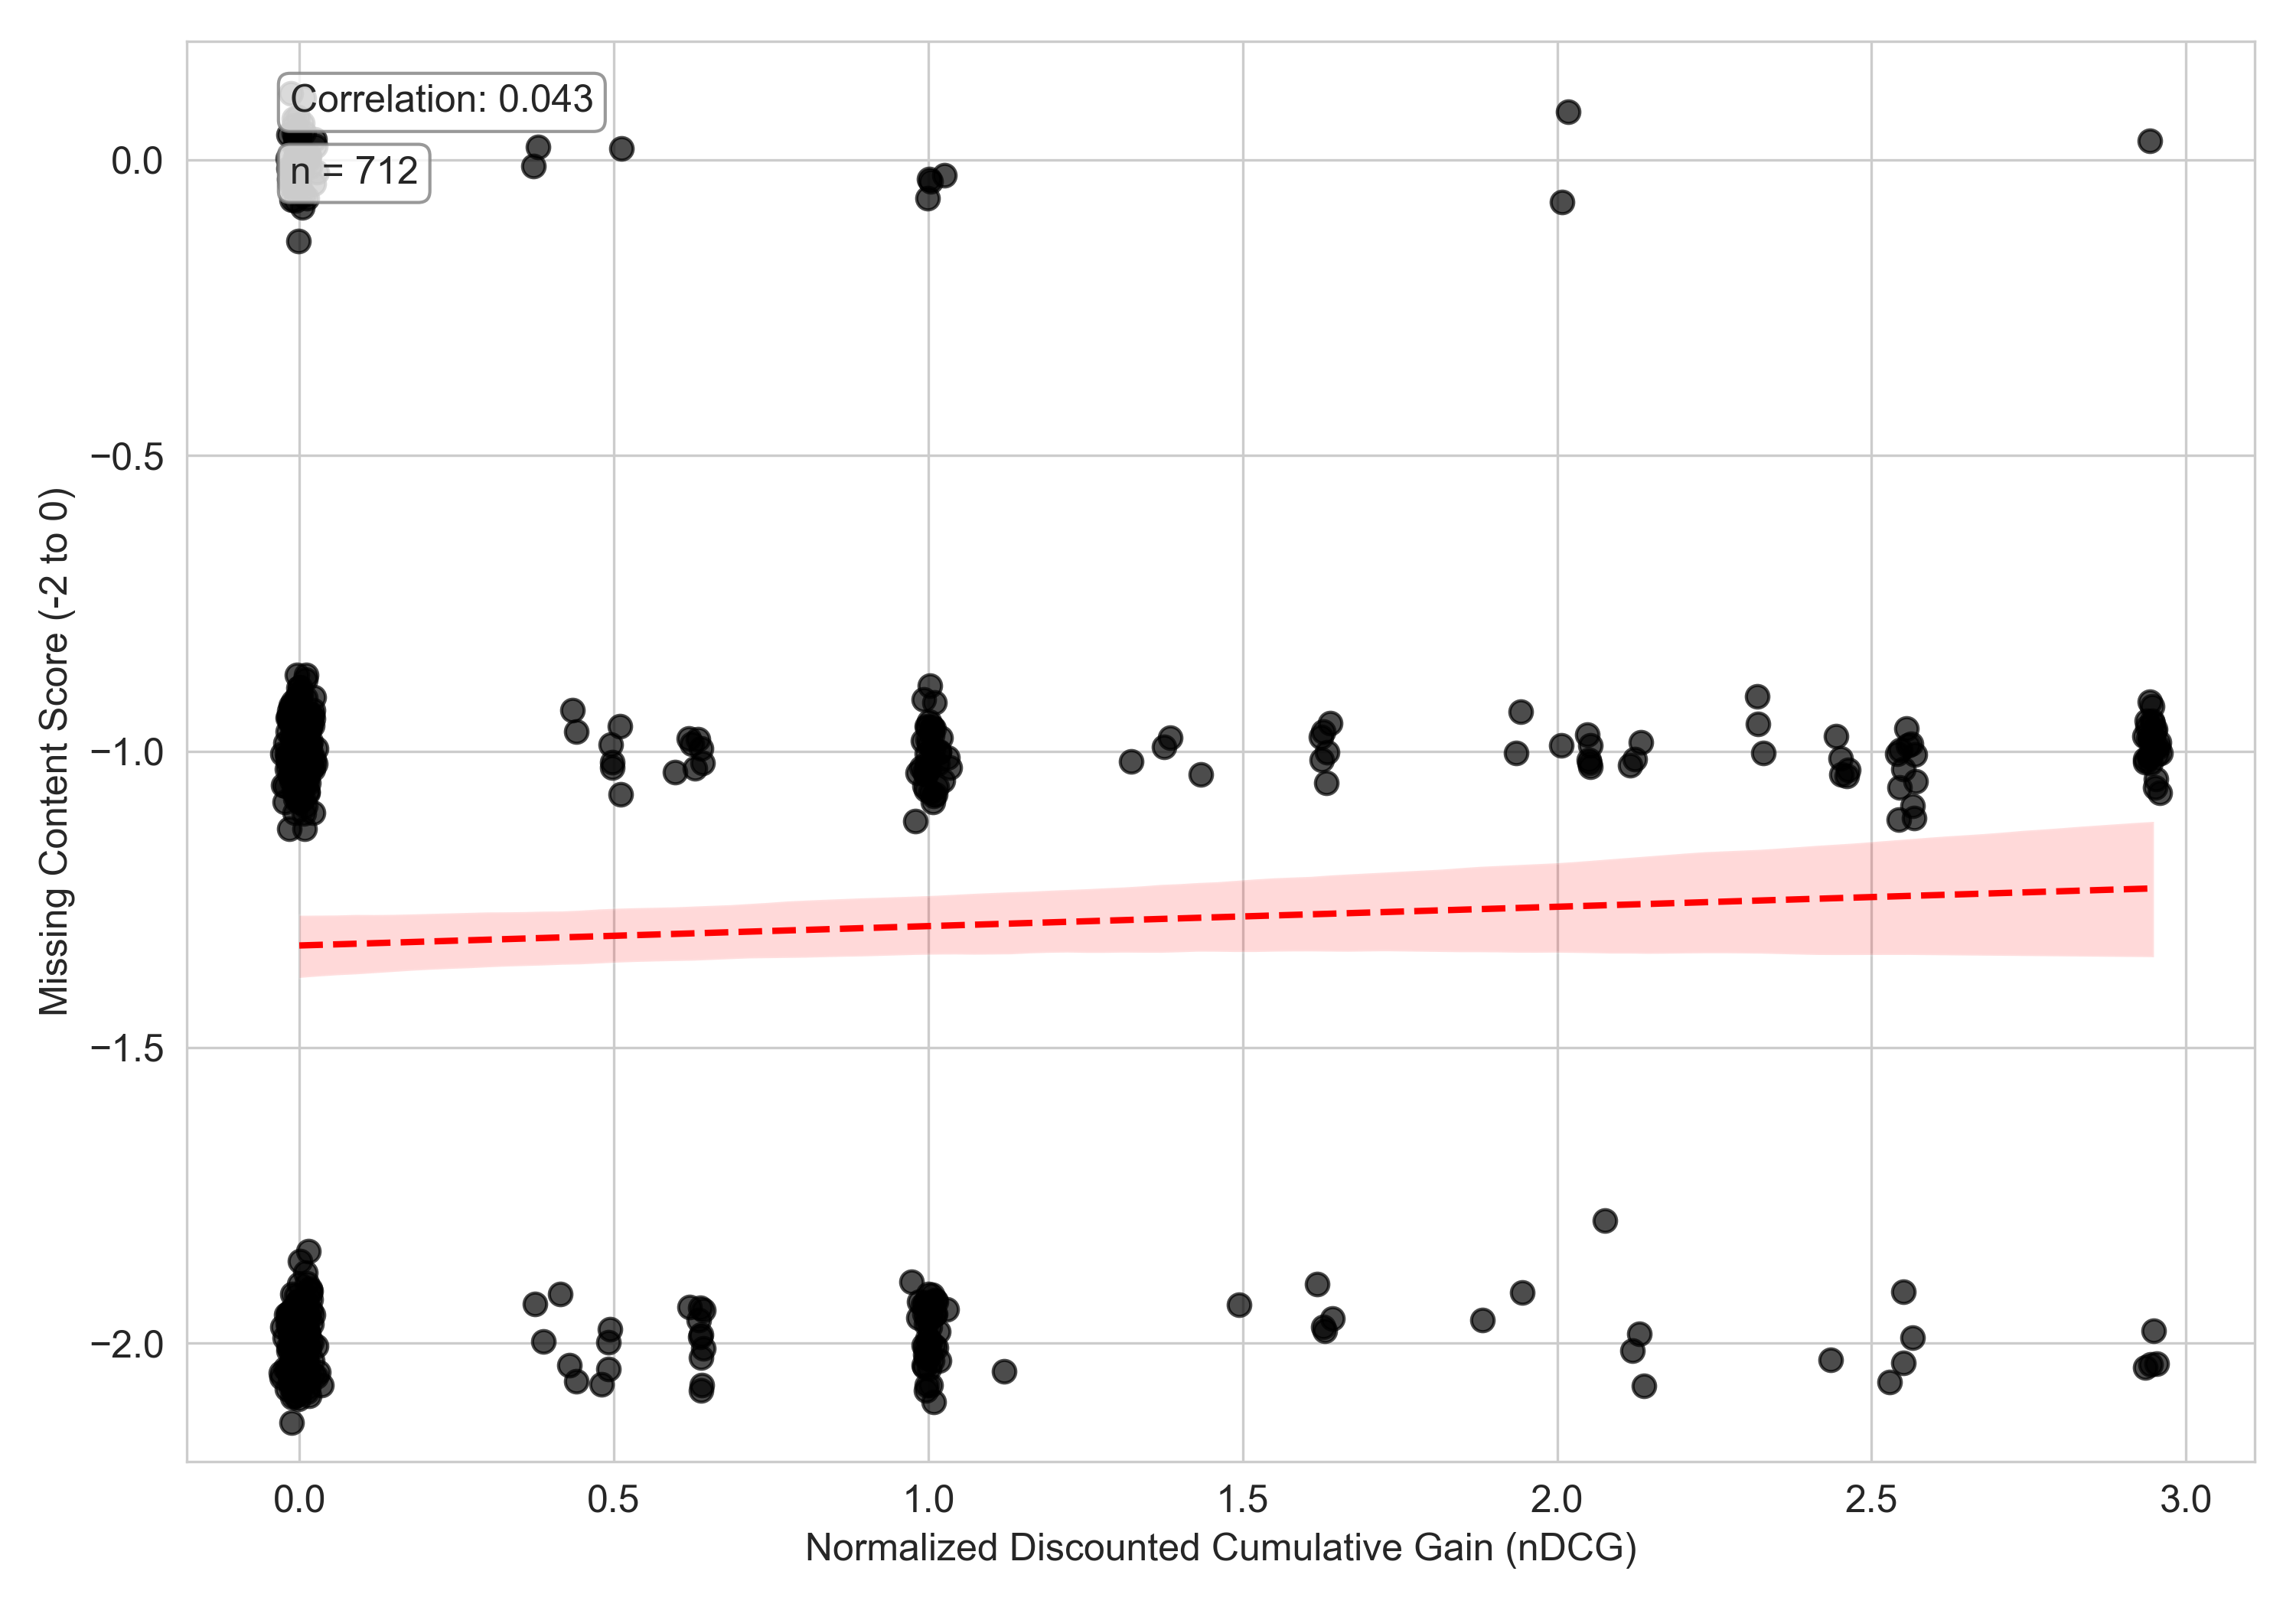 Correlation: 0.043
n = 712
0.0
−0.5
−1.0
−1.5
−2.0
Missing Content Score (-2 to 0)
0.0 0.5 1.0 1.5 2.0 2.5 3.0
Normalized Discounted Cumulative Gain (nDCG)